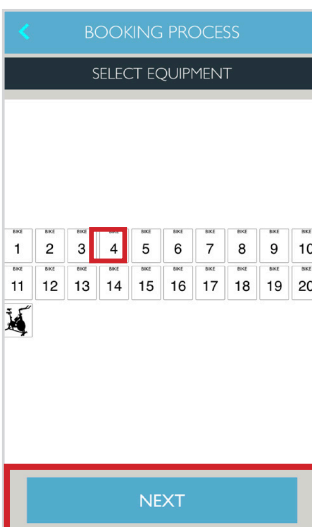 BOOKING PROCESS
SELECT EQUIPMENT
BIKE BIKE BIKE BIKE BIKE BIKE BIKE BIKE BIKE BIKE
1 2 3 4 5 6 7 8 9 10
BIKE BIKE BIKE BIKE BIKE BIKE BIKE BIKE BIKE BIKE
11 12 13 14 15 16 17 18 19 20
NEXT